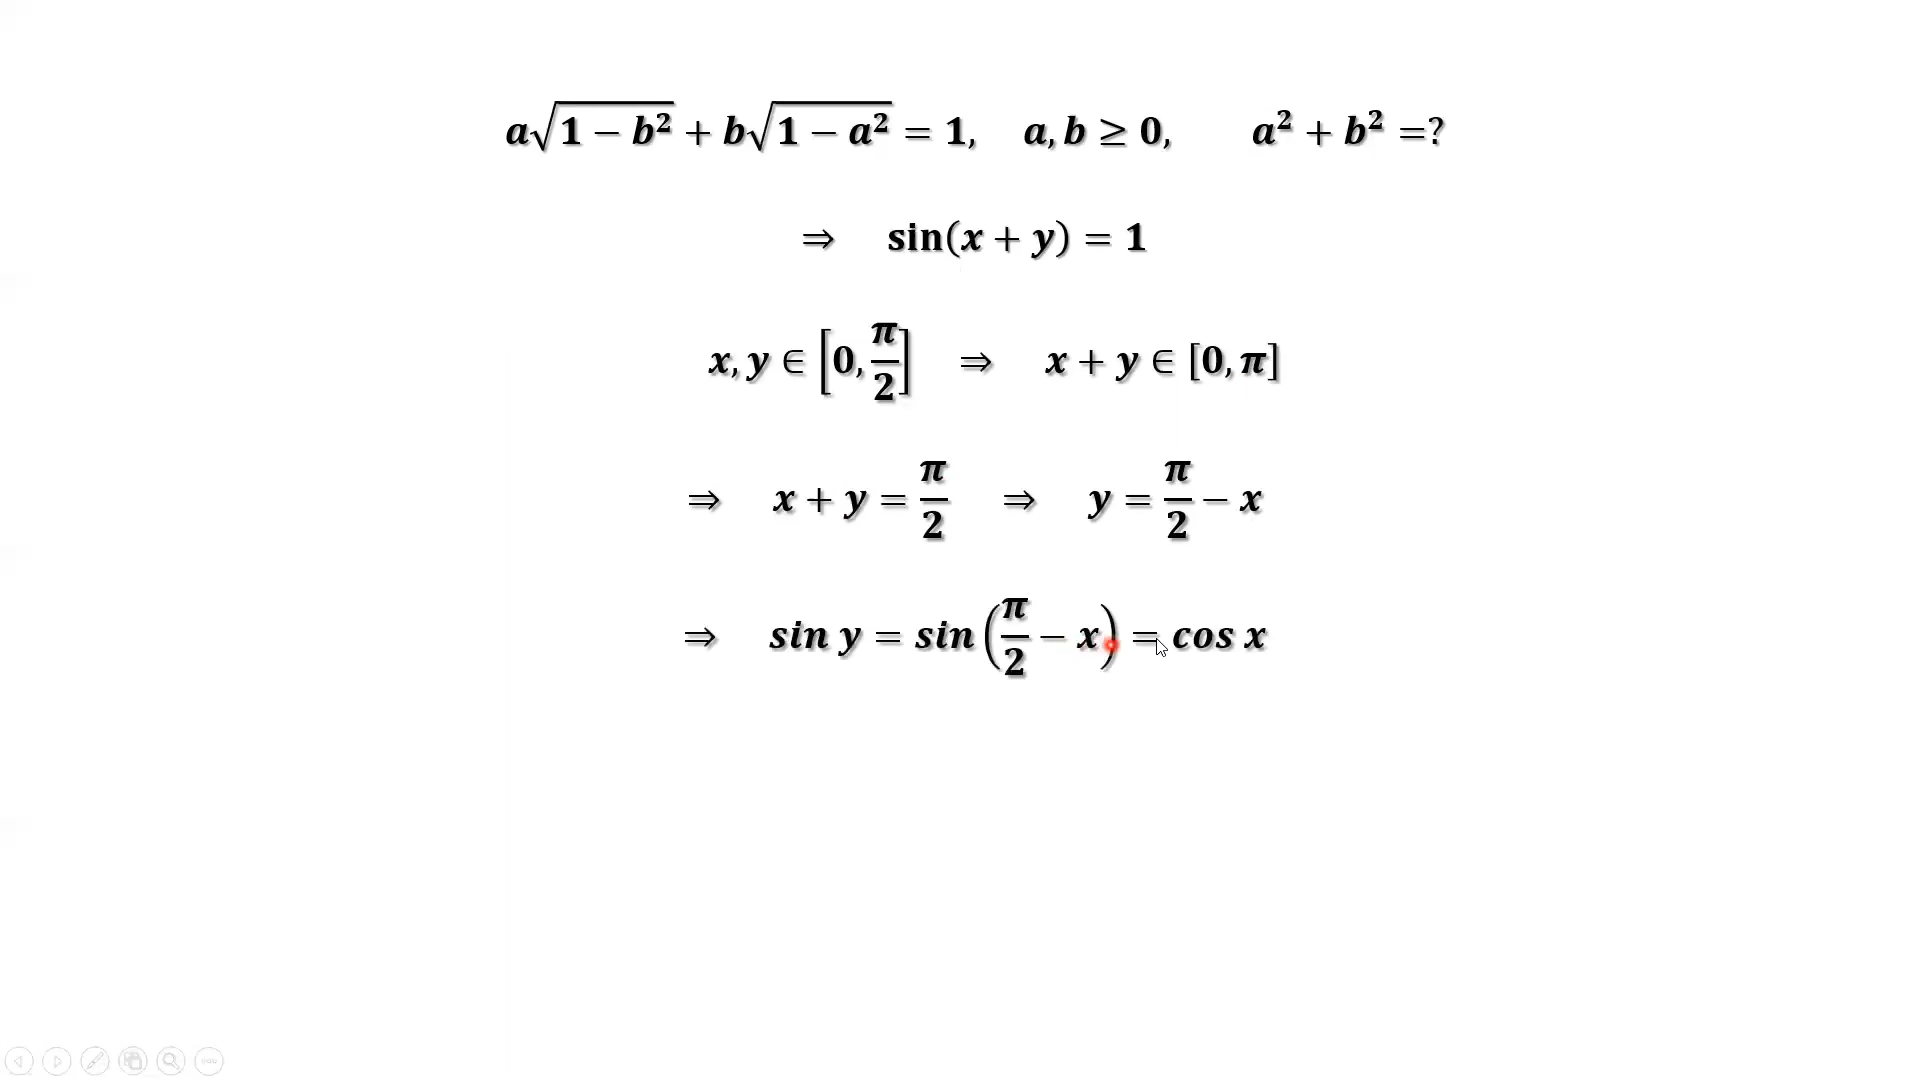 a√(1 − b²) + b√(1 − a²) = 1, a, b ≥ 0, a² + b² =?
⇒ sin(x + y) = 1
x, y ∈ [0, π/2] ⇒ x + y ∈ [0, π]
⇒ x + y = π/2 ⇒ y = π/2 − x
⇒ sin y = sin(π/2 − x) = cos x